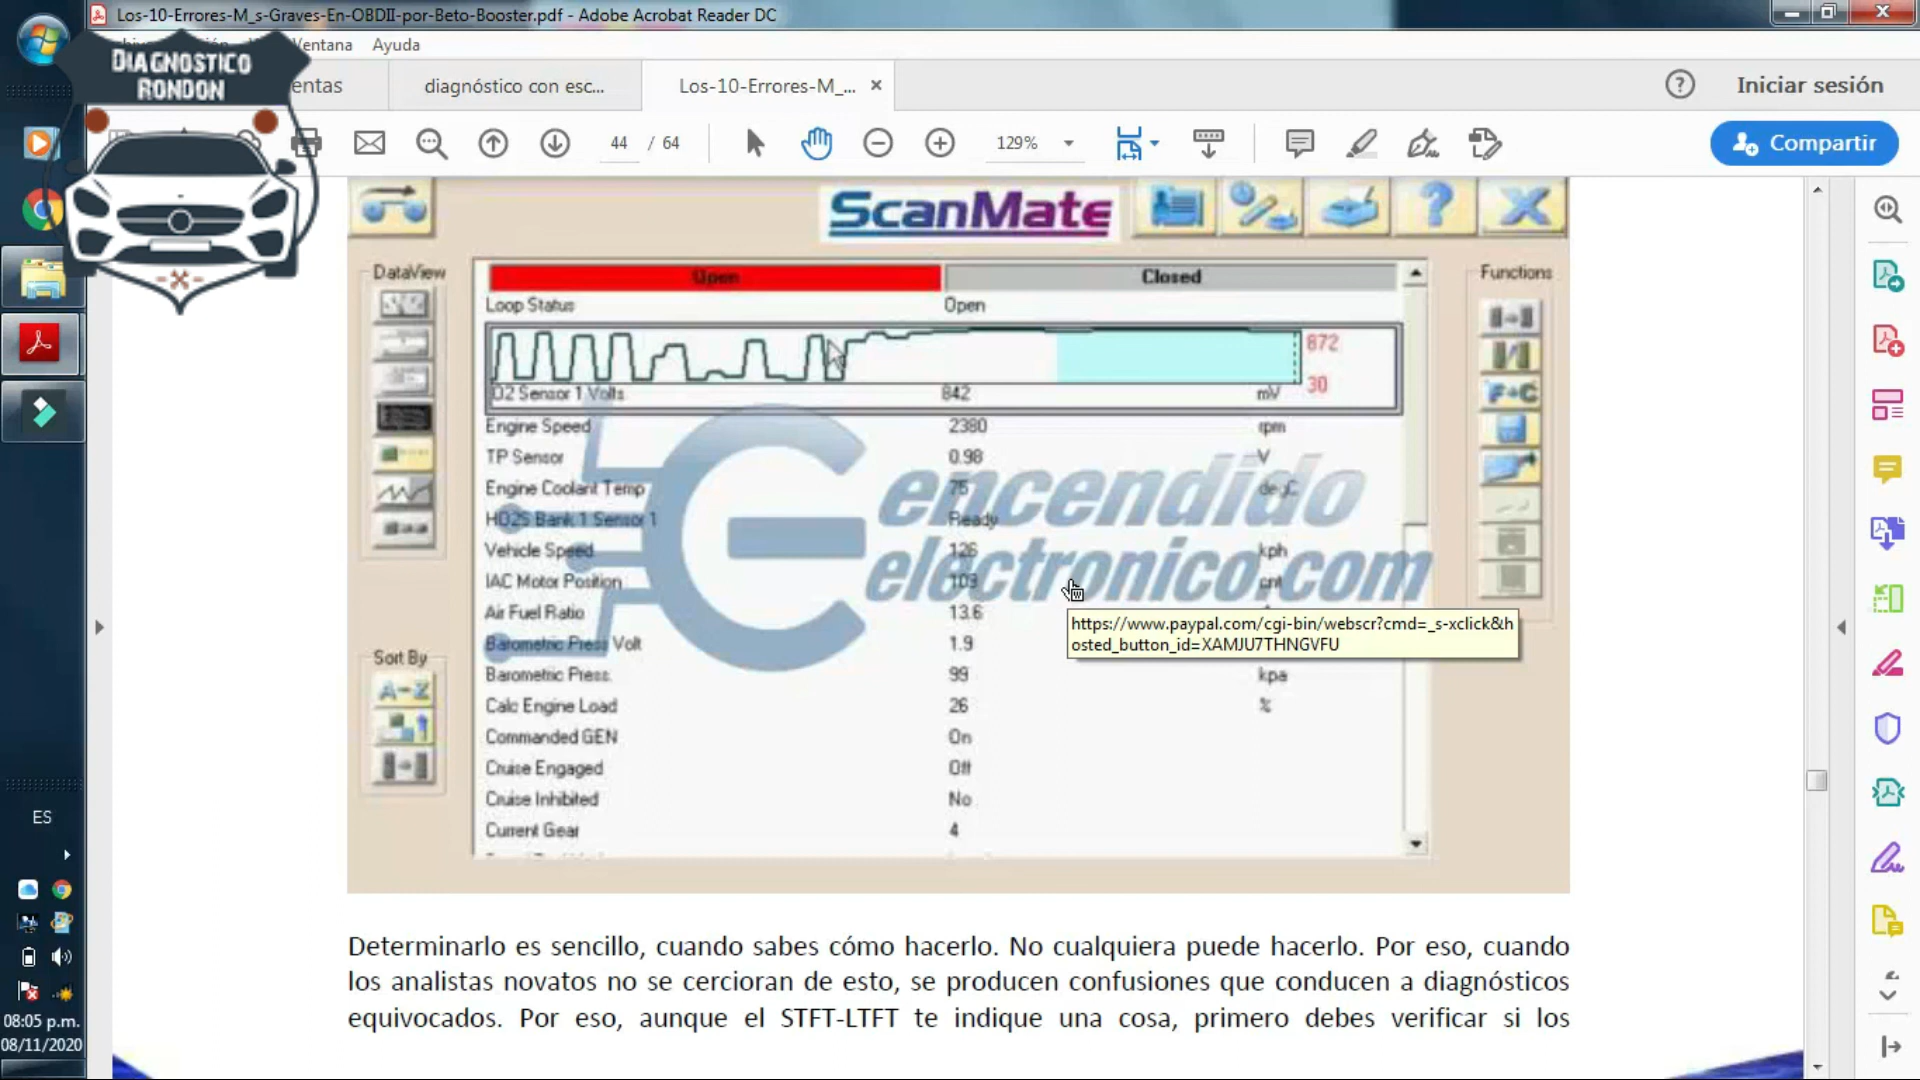 Los-10-Errores-M_s-Graves-En-OBDII-por-Beto-Booster.pdf - Adobe Acrobat Reader DC
Ventana Ayuda
DIAGNOSTICO
RONDON
entas
diagnóstico con esc...
Los-10-Errores-M_...
Iniciar sesión
44 / 64
129%
Compartir
ScanMate
DataView
Functions
Open Closed
Loop Status Open
872
30
O2 Sensor 1 Volts 842 mV
Engine Speed 2380 rpm
TP Sensor 0.98 V
Engine Coolant Temp 75 degC
HO2S Bank 1 Sensor 1 Ready
Vehicle Speed 126 kph
IAC Motor Position 103 cnt
Air Fuel Ratio 13.6
Barometric Press Volt 1.9
Barometric Press. 99 kpa
Calc Engine Load 26 %
Commanded GEN On
Cruise Engaged Off
Cruise Inhibited No
Current Gear 4
encendido
electronico.com
https://www.paypal.com/cgi-bin/webscr?cmd=_s-xclick&h
osted_button_id=XAMJU7THNGVFU
F→C
Sort By
A-Z
Determinarlo es sencillo, cuando sabes cómo hacerlo. No cualquiera puede hacerlo. Por eso, cuando
los analistas novatos no se cercioran de esto, se producen confusiones que conducen a diagnósticos
equivocados. Por eso, aunque el STFT-LTFT te indique una cosa, primero debes verificar si los
ES
08:05 p.m.
08/11/2020